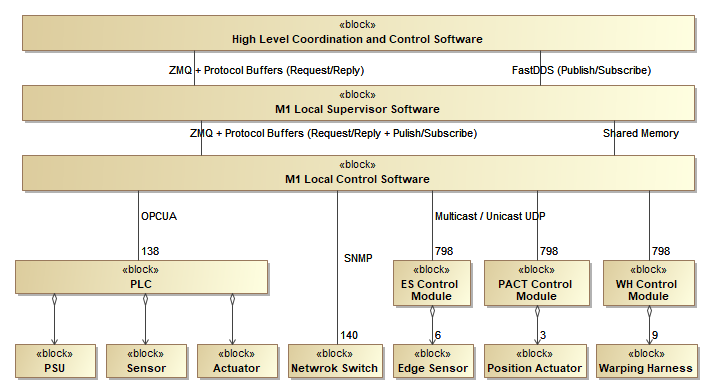 «block»
High Level Coordination and Control Software
ZMQ + Protocol Buffers (Request/Reply)
FastDDS (Publish/Subscribe)
«block»
M1 Local Supervisor Software
ZMQ + Protocol Buffers (Request/Reply + Pulish/Subscribe)
Shared Memory
«block»
M1 Local Control Software
OPCUA
Multicast / Unicast UDP
138
SNMP
798
798
798
«block»
PLC
«block»
ES Control
Module
«block»
PACT Control
Module
«block»
WH Control
Module
140
6
3
9
«block»
PSU
«block»
Sensor
«block»
Actuator
«block»
Netwrok Switch
«block»
Edge Sensor
«block»
Position Actuator
«block»
Warping Harness